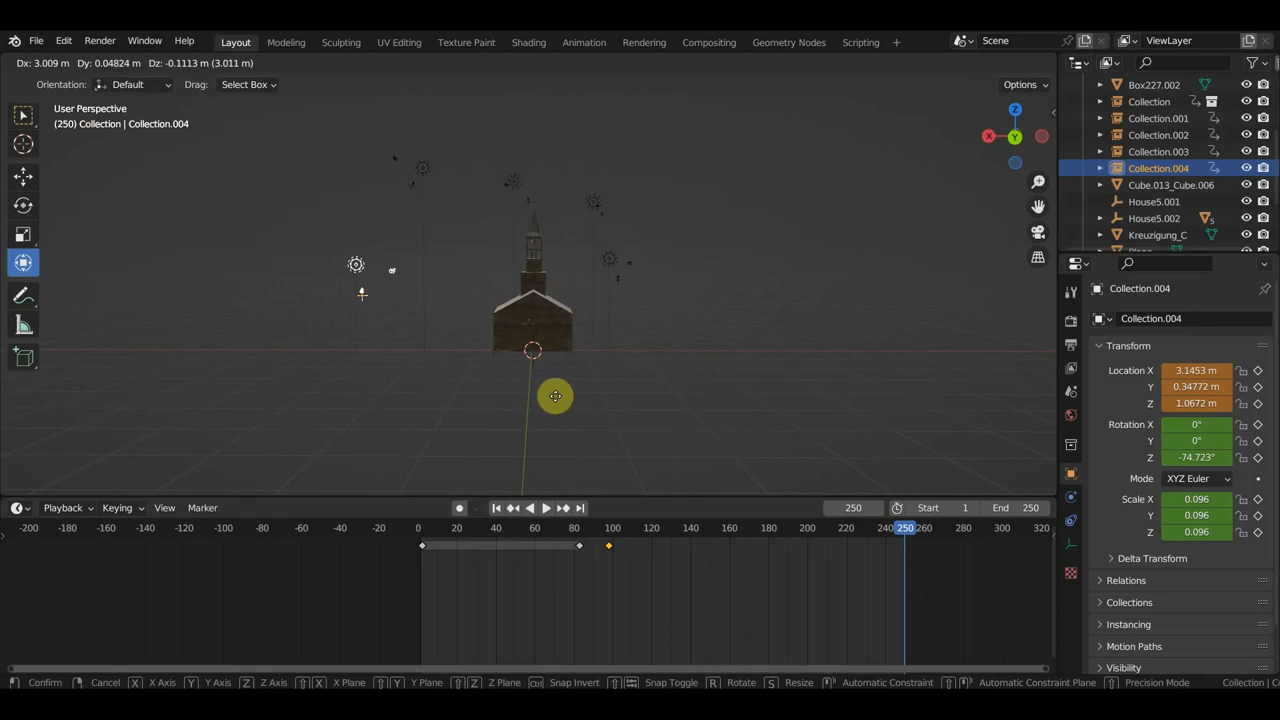 File Edit Render Window Help Layout Modeling Sculpting UV Editing Texture Paint Shading Animation Rendering Compositing Geometry Nodes Scripting + Scene ViewLayer
Dx: 3.009 m Dy: 0.04824 m Dz: -0.1113 m (3.011 m)
Orientation: Default Drag: Select Box Options
User Perspective
(250) Collection | Collection.004
X
Y
Z
Box227.002
Collection
Collection.001
Collection.002
Collection.003
Collection.004
Cube.013_Cube.006
House5.001
House5.002 5
Kreuzigung_C
Collection.004
Collection.004
Transform
Location X 3.1453 m
Y 0.34772 m
Z 1.0672 m
Rotation X 0°
Y 0°
Z -74.723°
Mode XYZ Euler
Scale X 0.096
Y 0.096
Z 0.096
Delta Transform
Relations
Collections
Instancing
Motion Paths
Visibility
Playback Keying View Marker 250 Start 1 End 250
-200 -180 -160 -140 -120 -100 -80 -60 -40 -20 0 20 40 60 80 100 120 140 160 180 200 220 240 250 260 280 300 320
Confirm Cancel X X Axis Y Y Axis Z Z Axis X X Plane Y Y Plane Z Z Plane Ctrl Snap Invert Snap Toggle R Rotate S Resize Automatic Constraint Automatic Constraint Plane Precision Mode Collection | Co